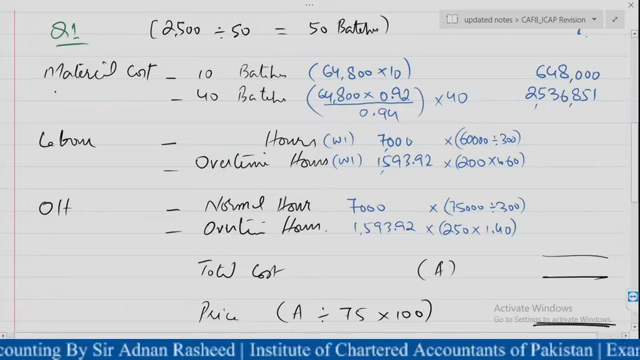 updated notes > CAF8_ICAP Revision
Q1 (2,500 ÷ 50 = 50 Batches)
Material Cost - 10 Batches (64,800 × 10) 648,000
- 40 Batches (64,800 × 0.92 / 0.94) × 40 2,536,851
Labour - Hours (W1) 7000 × (60000 ÷ 300)
- Overtime Hours (W1) 1,593.92 × (200 × 1.60)
OH - Normal Hour 7000 × (75000 ÷ 300)
- Overtime Hour. 1,593.92 × (250 × 1.40)
Total Cost (A)
Price (A ÷ 75 × 100)
Activate Windows
Go to Settings to activate Windows.
ccounting By Sir Adnan Rasheed | Institute of Chartered Accountants of Pakistan | Exa